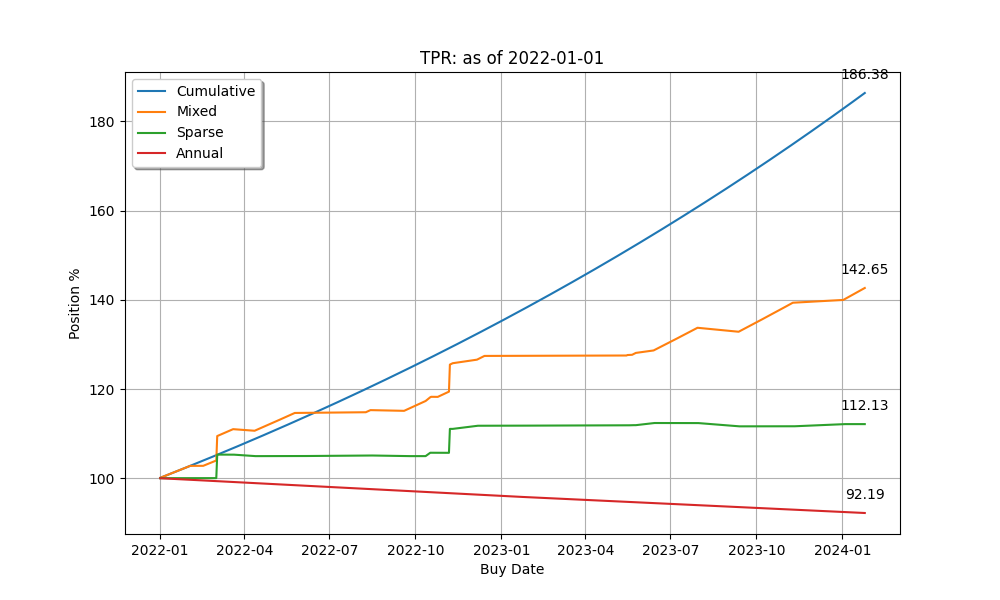 TPR: as of 2022-01-01
186.38
Cumulative
Mixed
Sparse
Annual
180
160
142.65
140
Position %
120
112.13
100
92.19
2022-01 2022-04 2022-07 2022-10 2023-01 2023-04 2023-07 2023-10 2024-01
Buy Date